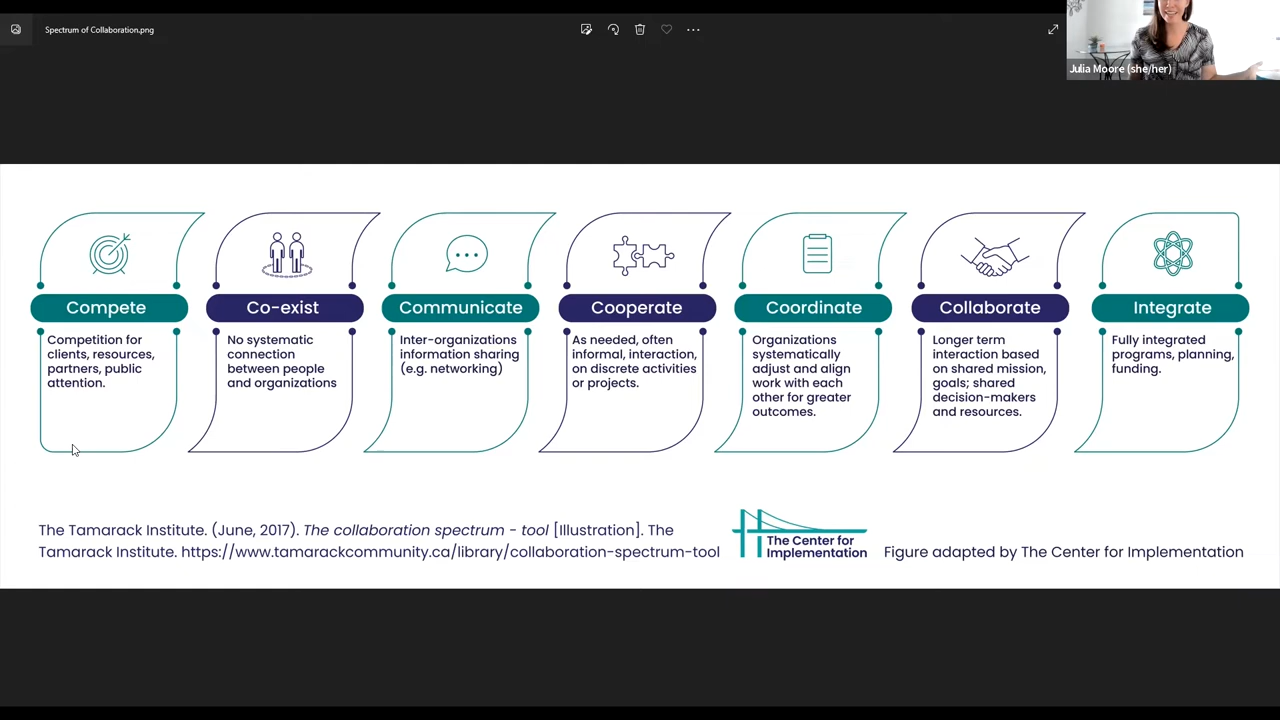 Spectrum of Collaboration.png
Julia Moore (she/her)
Compete
Competition for
clients, resources,
partners, public
attention.
Co-exist
No systematic
connection
between people
and organizations
Communicate
Inter-organizations
information sharing
(e.g. networking)
Cooperate
As needed, often
informal, interaction,
on discrete activities
or projects.
Coordinate
Organizations
systematically
adjust and align
work with each
other for greater
outcomes.
Collaborate
Longer term
interaction based
on shared mission,
goals; shared
decision-makers
and resources.
Integrate
Fully integrated
programs, planning,
funding.
The Tamarack Institute. (June, 2017). The collaboration spectrum - tool [Illustration]. The
Tamarack Institute. https://www.tamarackcommunity.ca/library/collaboration-spectrum-tool
The Center for
Implementation
Figure adapted by The Center for Implementation